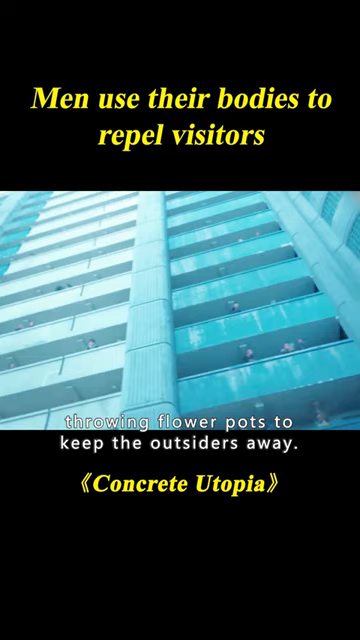 Men use their bodies to
repel visitors
throwing flower pots to
keep the outsiders away.
《Concrete Utopia》